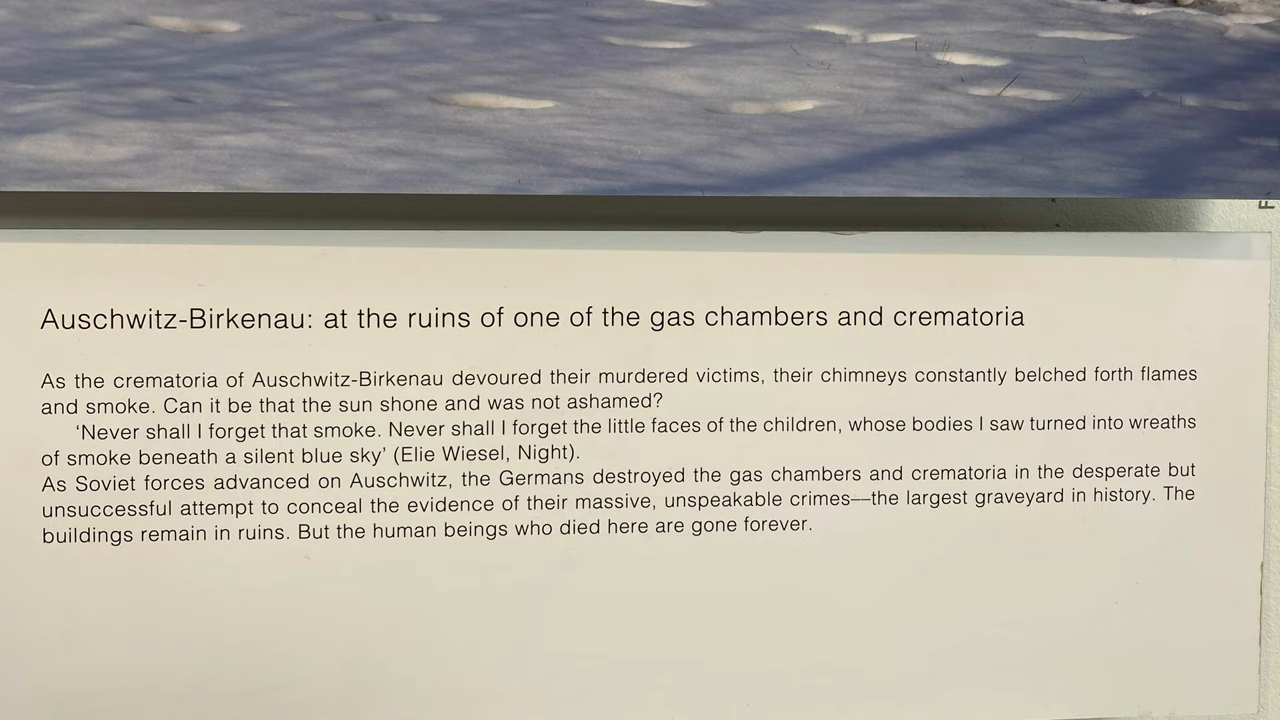 Auschwitz-Birkenau: at the ruins of one of the gas chambers and crematoria
As the crematoria of Auschwitz-Birkenau devoured their murdered victims, their chimneys constantly belched forth flames
and smoke. Can it be that the sun shone and was not ashamed?
‘Never shall I forget that smoke. Never shall I forget the little faces of the children, whose bodies I saw turned into wreaths
of smoke beneath a silent blue sky’ (Elie Wiesel, Night).
As Soviet forces advanced on Auschwitz, the Germans destroyed the gas chambers and crematoria in the desperate but
unsuccessful attempt to conceal the evidence of their massive, unspeakable crimes—the largest graveyard in history. The
buildings remain in ruins. But the human beings who died here are gone forever.